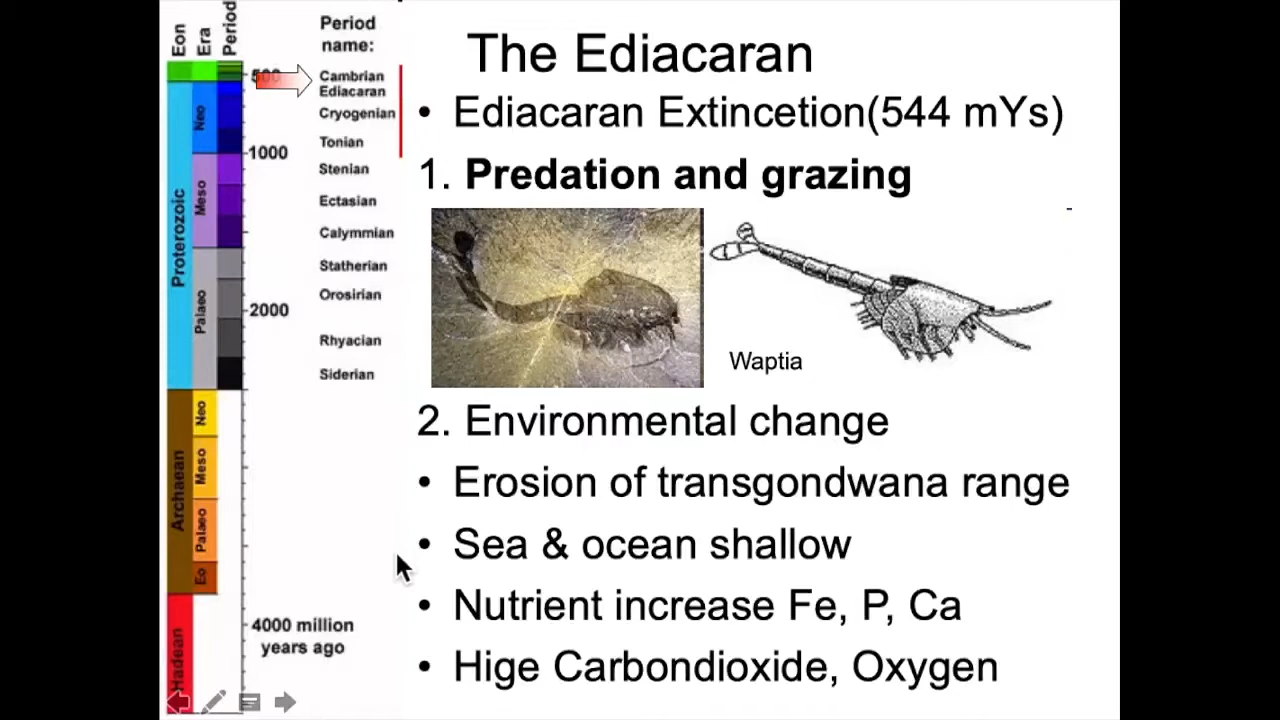 Eon
Era
Period
Period
name:
500
Cambrian
Ediacaran
Cryogenian
Tonian
1000
Stenian
Ectasian
Calymmian
Statherian
Orosirian
2000
Rhyacian
Siderian
Proterozoic
Neo
Meso
Palaeo
Archaean
Neo
Meso
Palaeo
Eo
Hadean
4000 million
years ago
The Ediacaran
• Ediacaran Extincetion(544 mYs)
1. Predation and grazing
Waptia
2. Environmental change
• Erosion of transgondwana range
• Sea & ocean shallow
• Nutrient increase Fe, P, Ca
• Hige Carbondioxide, Oxygen